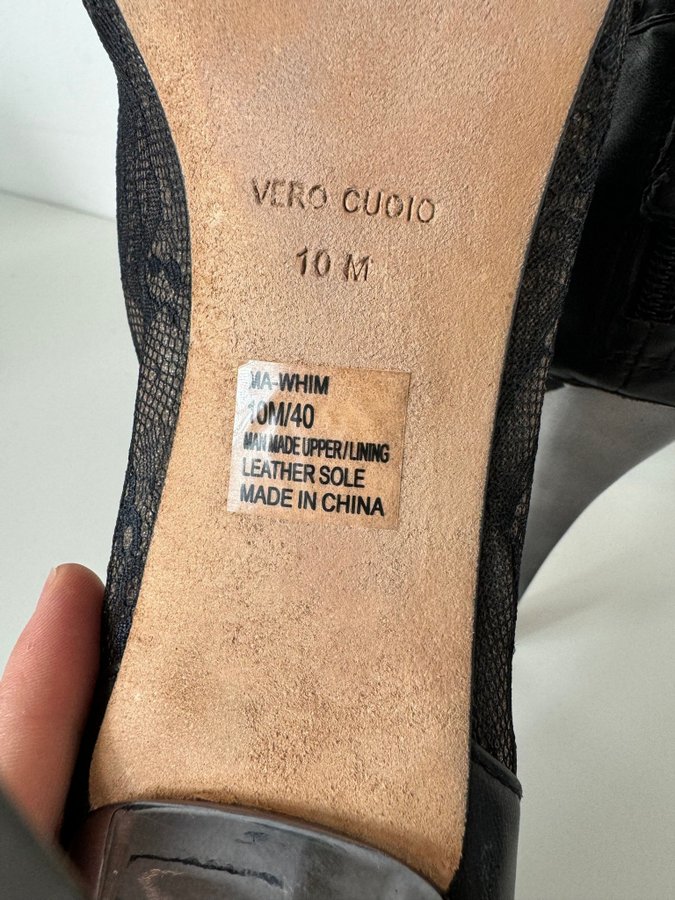 VERO CUOIO
10 M
MA-WHIM
10M/40
MAN MADE UPPER/LINING
LEATHER SOLE
MADE IN CHINA